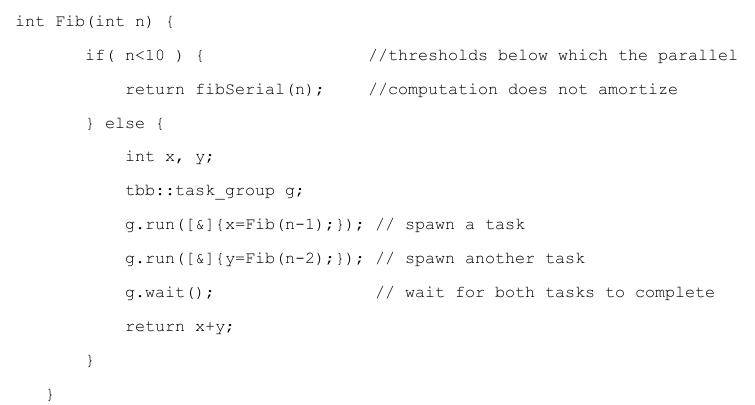 int Fib(int n) {
if( n<10 ) { //thresholds below which the parallel
return fibSerial(n); //computation does not amortize
} else {
int x, y;
tbb::task_group g;
g.run([&]{x=Fib(n-1);}); // spawn a task
g.run([&]{y=Fib(n-2);}); // spawn another task
g.wait(); // wait for both tasks to complete
return x+y;
}
}